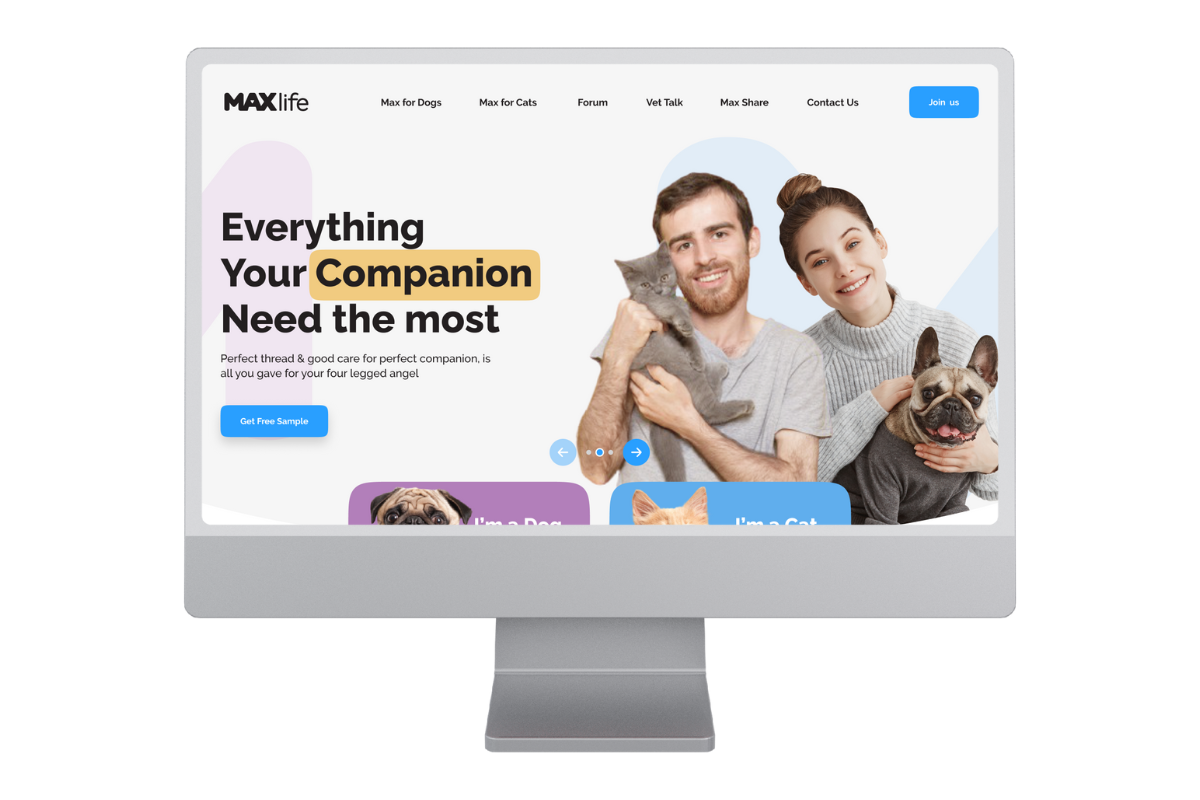 MAXlife
Max for Dogs
Max for Cats
Forum
Vet Talk
Max Share
Contact Us
Join us
Everything
Your Companion
Need the most
Perfect thread & good care for perfect companion, is
all you gave for your four legged angel
Get Free Sample
I'm a Dog
I'm a Cat